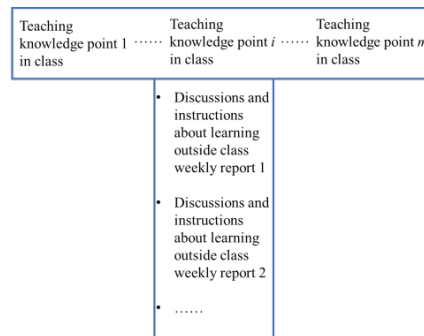 Teaching
knowledge point 1
in class
······
Teaching
knowledge point i
in class
······
Teaching
knowledge point m
in class
• Discussions and
instructions
about learning
outside class
weekly report 1
• Discussions and
instructions
about learning
outside class
weekly report 2
• ······